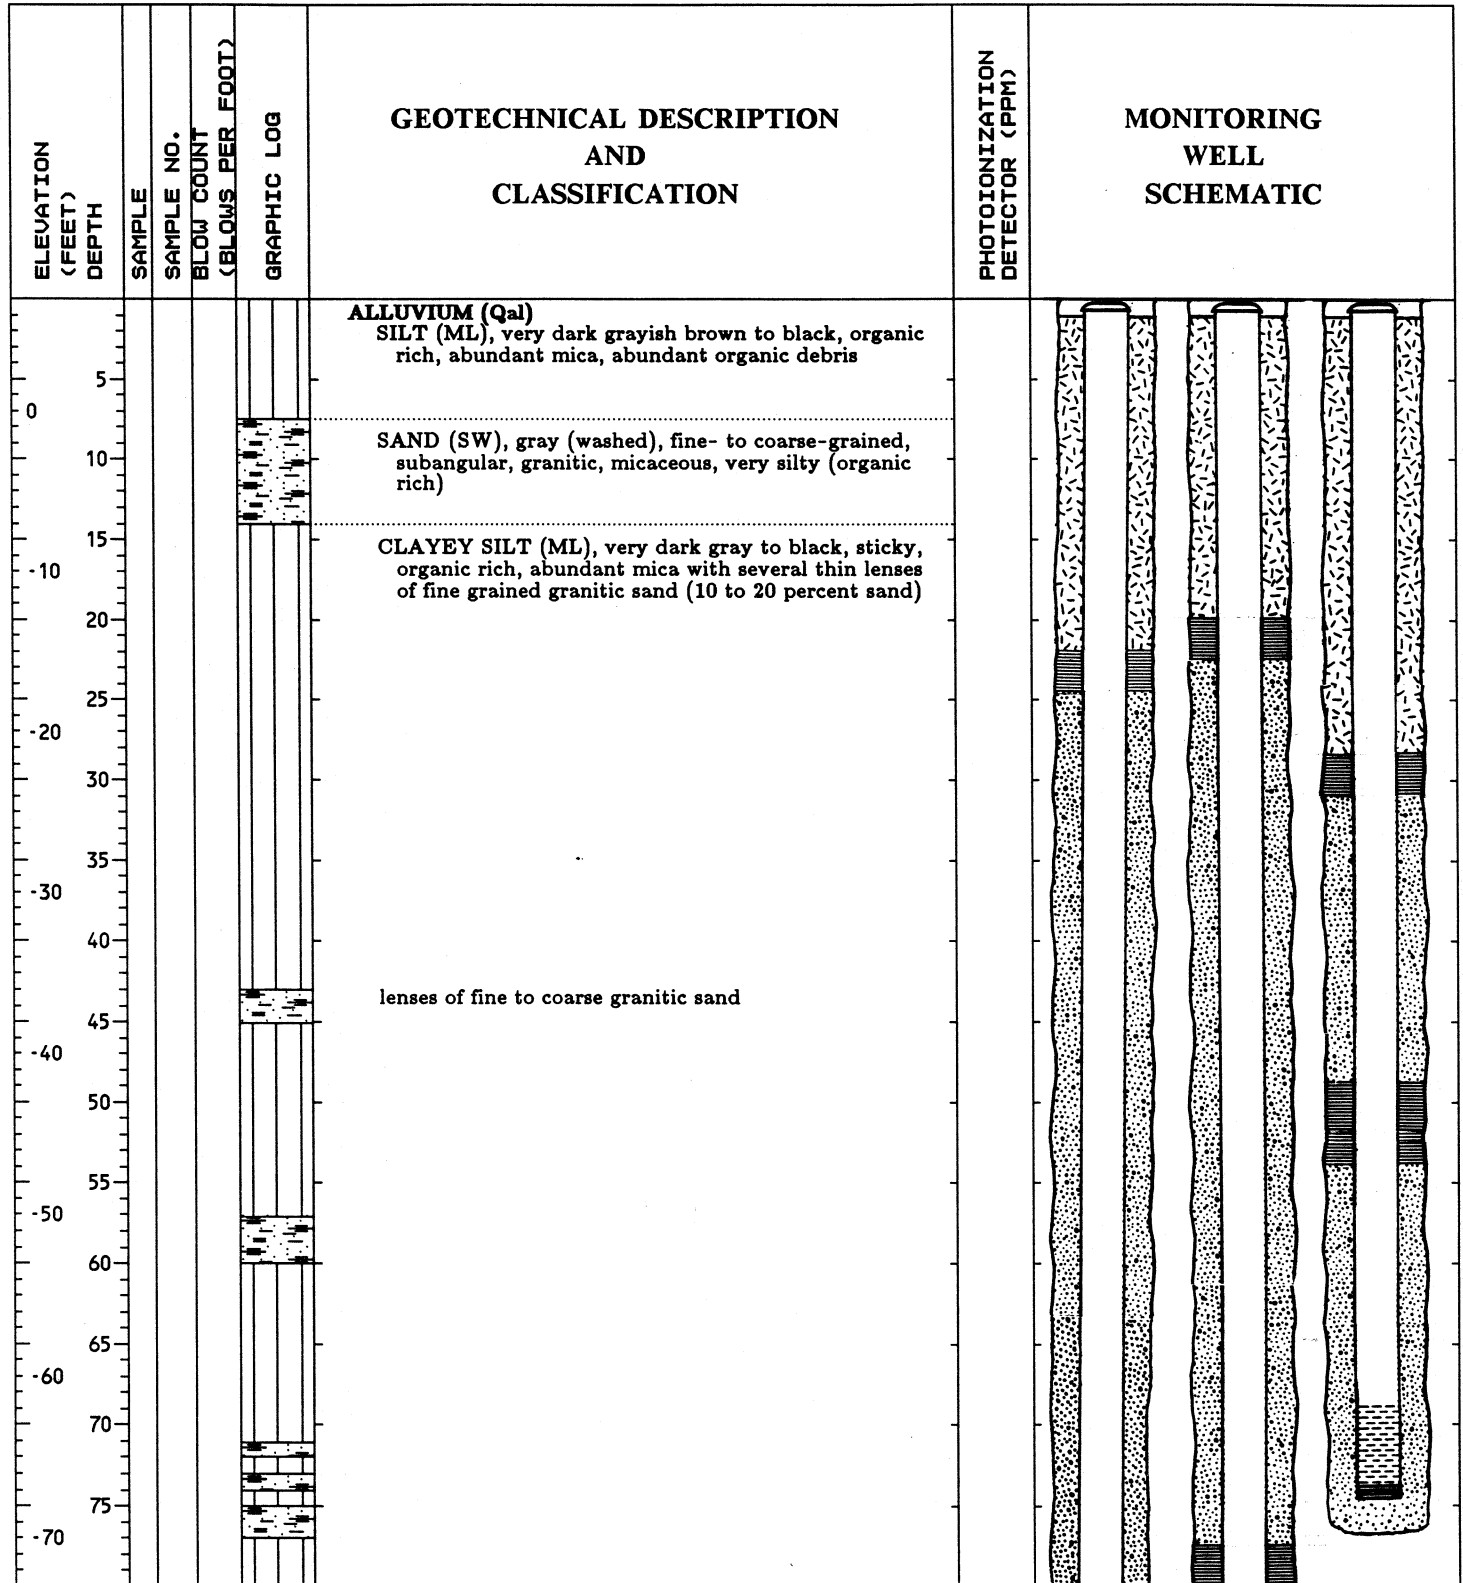 ELEVATION
(FEET)
DEPTH
SAMPLE
SAMPLE NO.
BLOW COUNT
(BLOWS PER FOOT)
GRAPHIC LOG
GEOTECHNICAL DESCRIPTION
AND
CLASSIFICATION
PHOTOIONIZATION
DETECTOR (PPM)
MONITORING
WELL
SCHEMATIC
ALLUVIUM (Qal)
SILT (ML), very dark grayish brown to black, organic
rich, abundant mica, abundant organic debris
5
0
SAND (SW), gray (washed), fine- to coarse-grained,
10
subangular, granitic, micaceous, very silty (organic
rich)
15
CLAYEY SILT (ML), very dark gray to black, sticky,
-10
organic rich, abundant mica with several thin lenses
of fine grained granitic sand (10 to 20 percent sand)
20
25
-20
30
35
-30
40
lenses of fine to coarse granitic sand
45
-40
50
55
-50
60
65
-60
70
75
-70